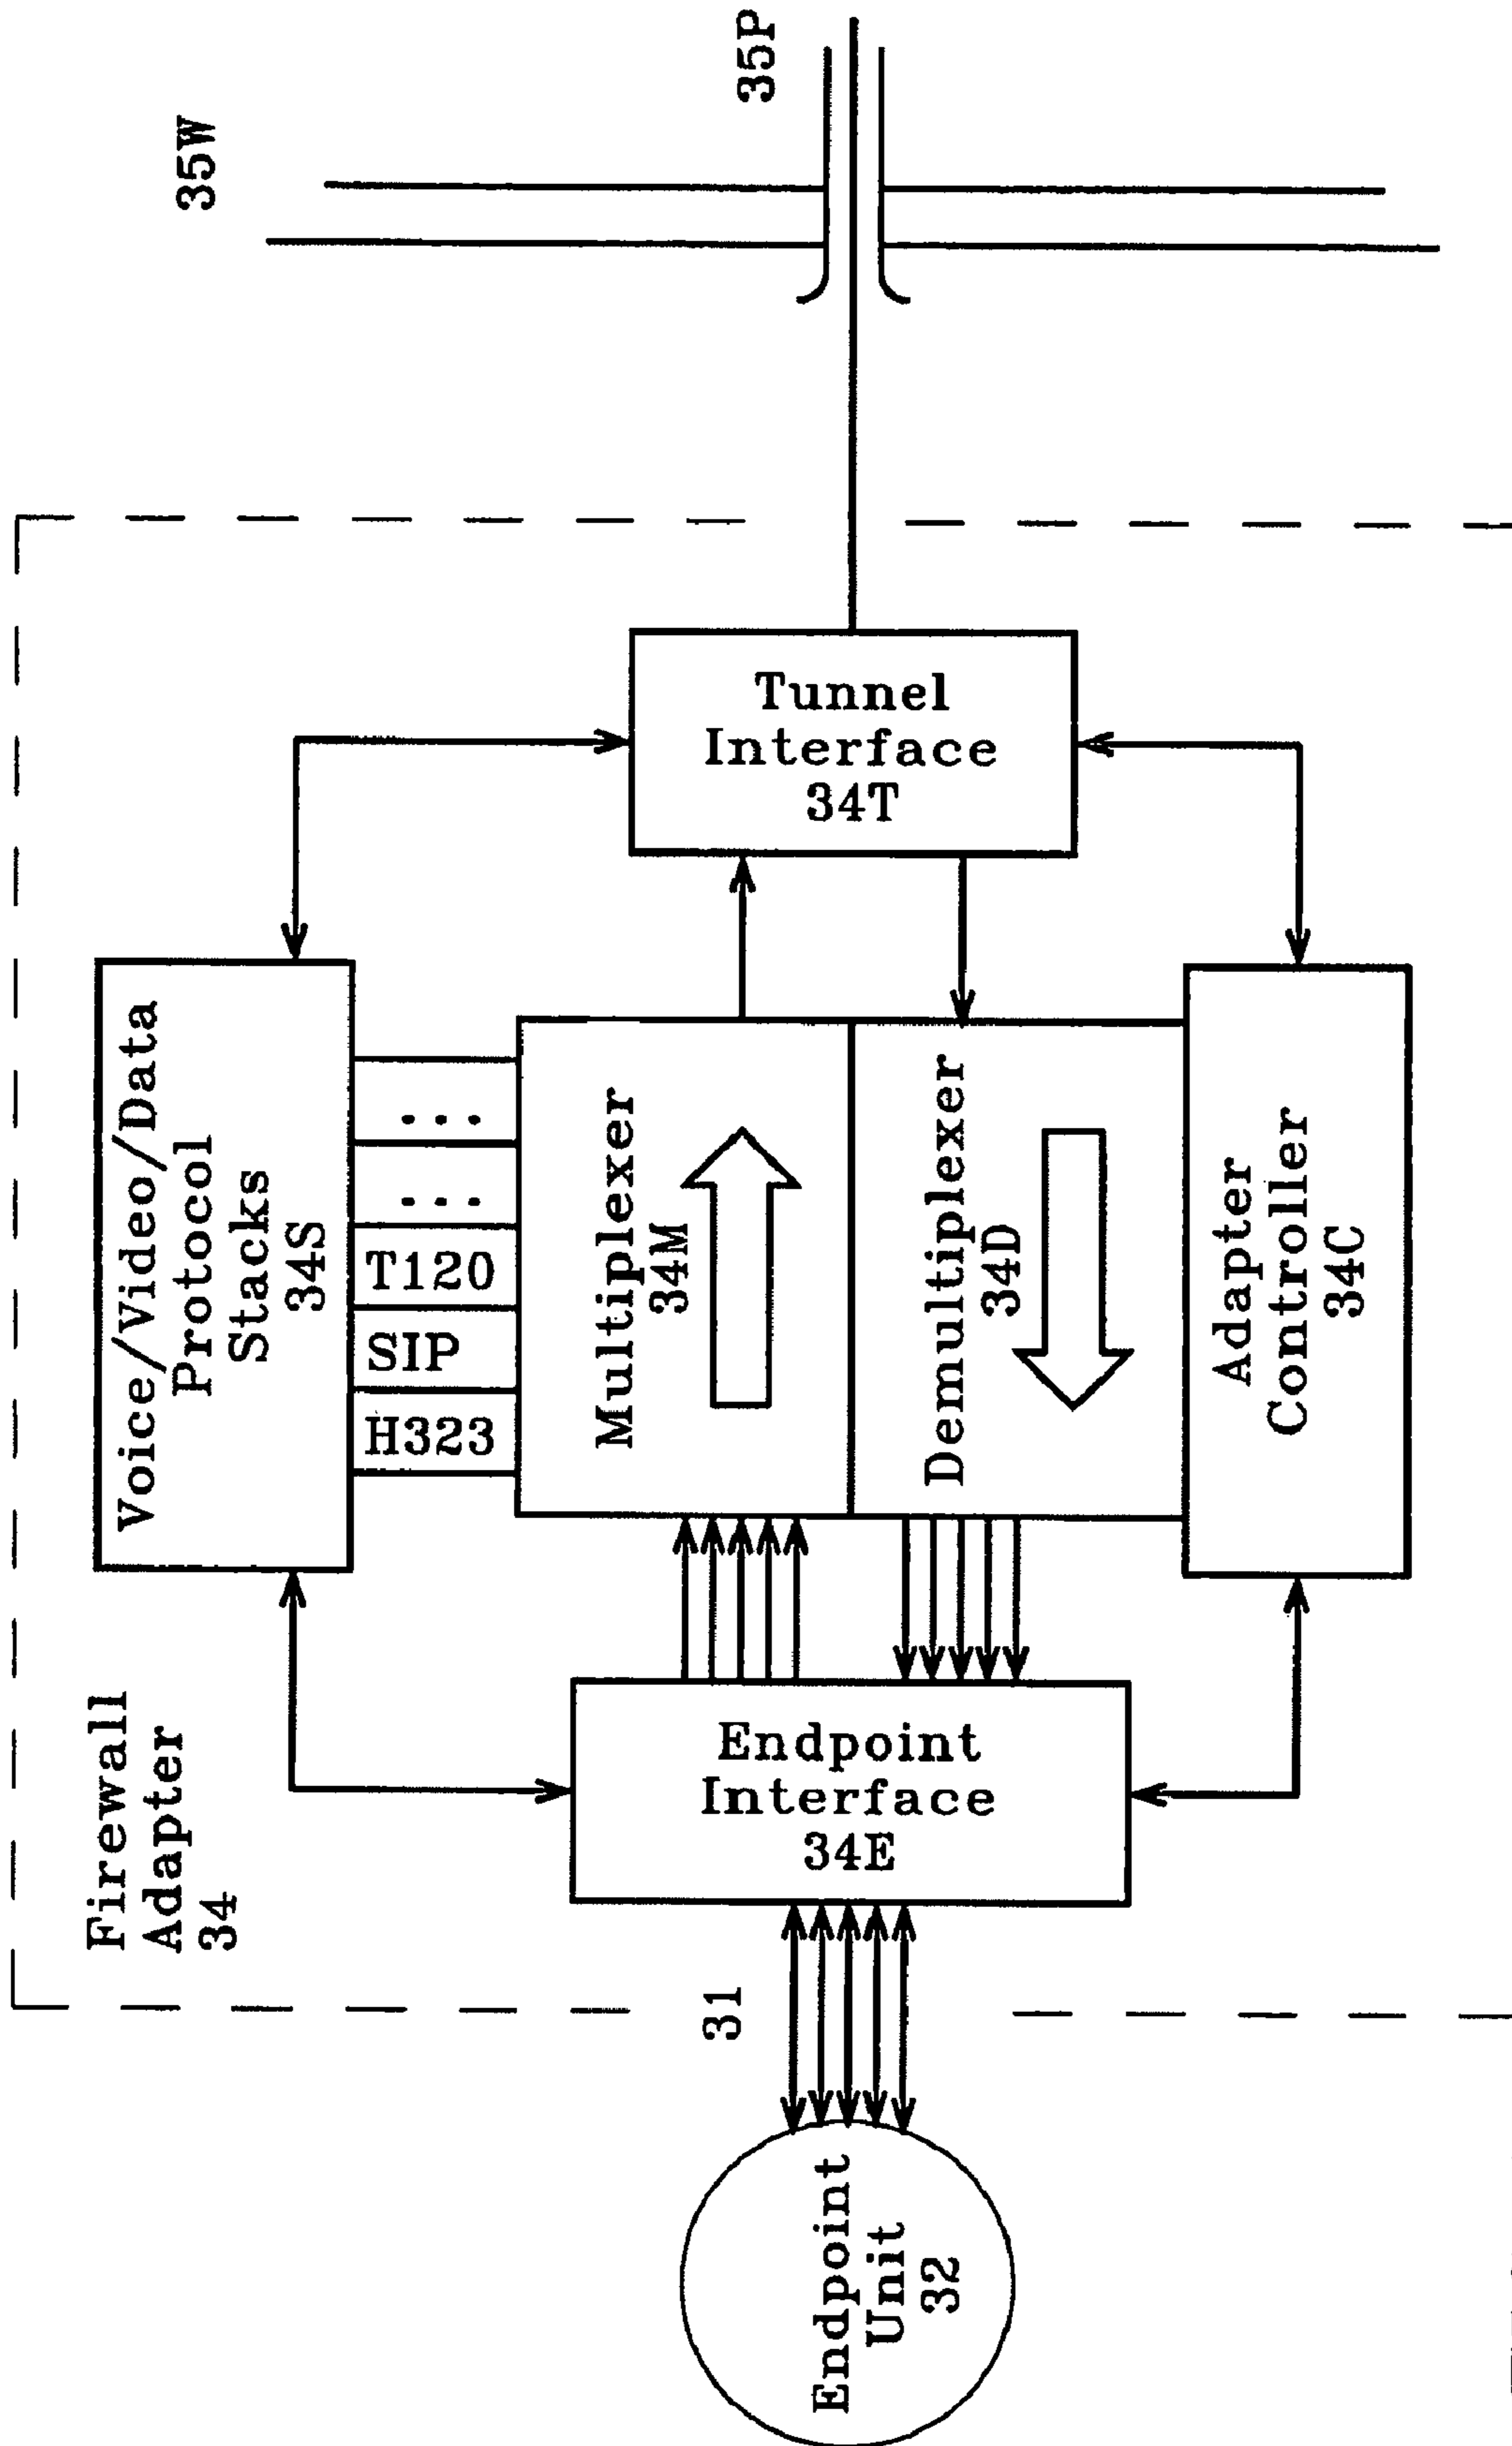 Firewall
Adapter
34
Voice/Video/Data
Protocol
Stacks
34S
35W
H323
SIP
T120
...
...
Multiplexer
34M
Demultiplexer
34D
Adapter
Controller
34C
Endpoint
Interface
34E
Tunnel
Interface
34T
31
Endpoint
Unit
32
35P